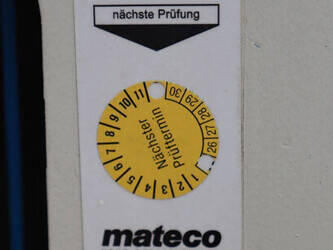 nächste Prüfung
1 2 3 4 5 6 7 8 9 10 11
30 29 28 27 26
Nächster
Prüftermin
mateco